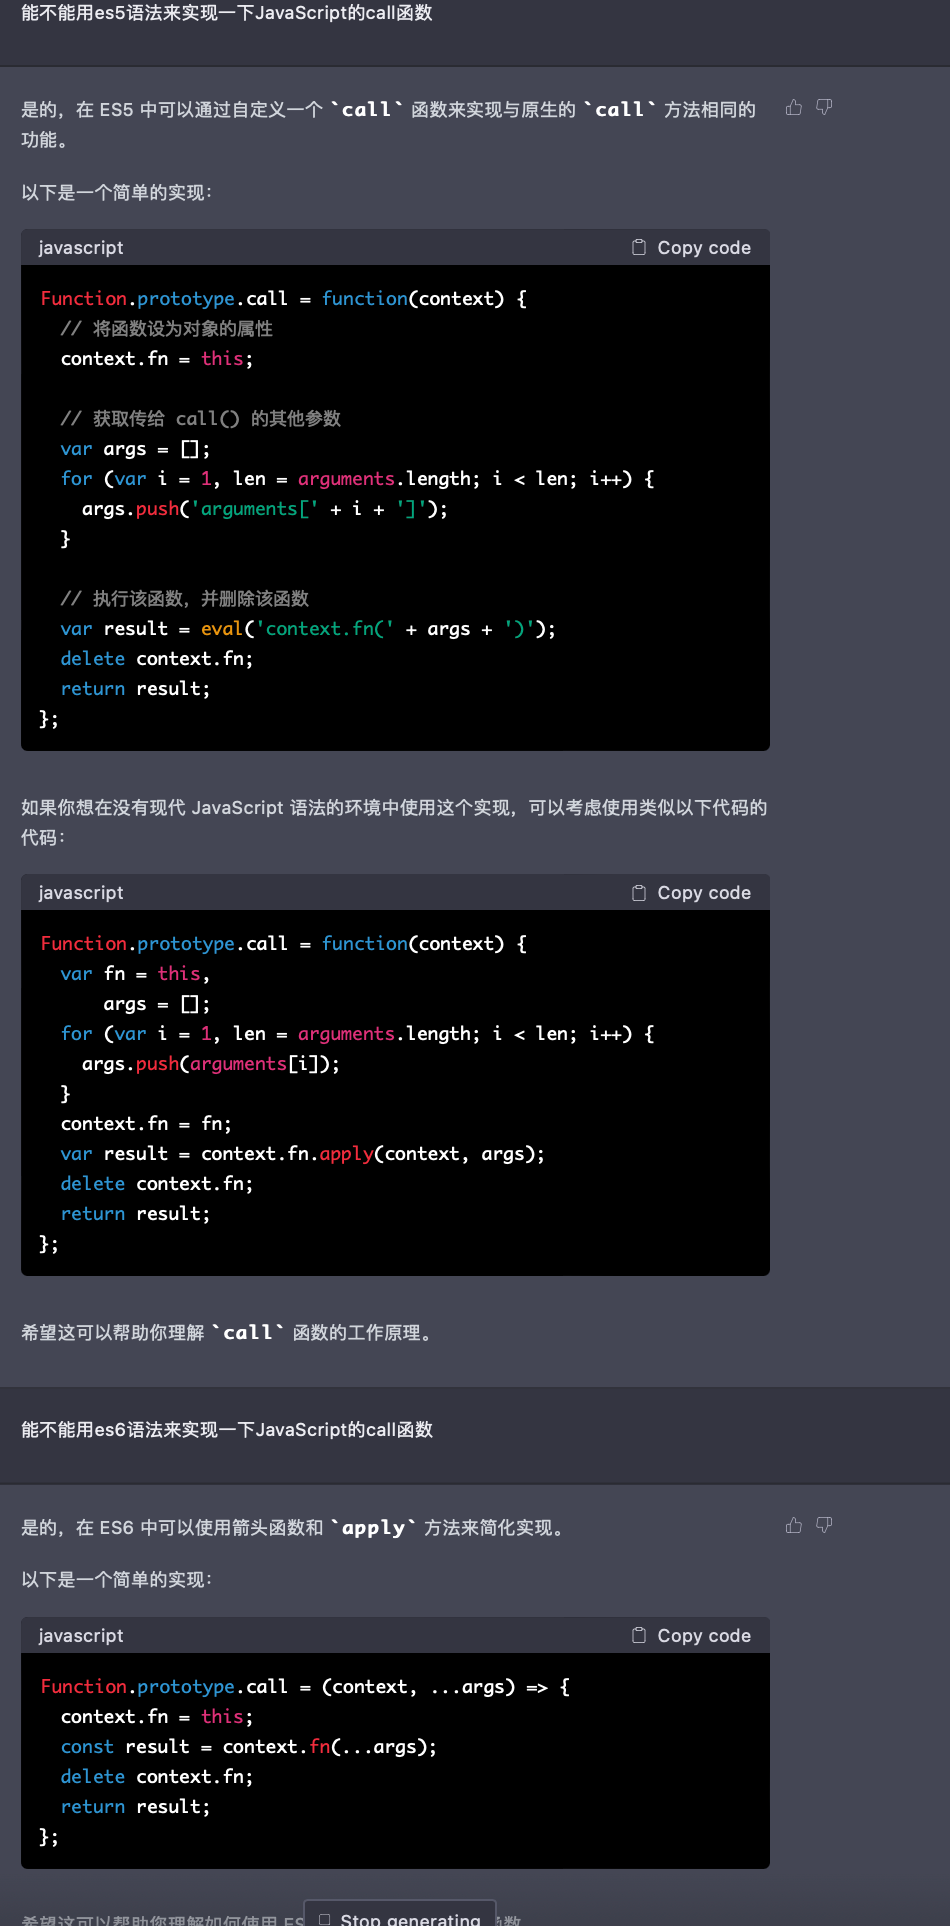 能不能用es5语法来实现一下JavaScript的call函数
是的，在 ES5 中可以通过自定义一个 `call` 函数来实现与原生的 `call` 方法相同的
功能。
以下是一个简单的实现：
javascript Copy code
Function.prototype.call = function(context) {
  // 将函数设为对象的属性
  context.fn = this;
  // 获取传给 call() 的其他参数
  var args = [];
  for (var i = 1, len = arguments.length; i < len; i++) {
    args.push('arguments[' + i + ']');
  }
  // 执行该函数，并删除该函数
  var result = eval('context.fn(' + args + ')');
  delete context.fn;
  return result;
};
如果你想在没有现代 JavaScript 语法的环境中使用这个实现，可以考虑使用类似以下代码的
代码：
javascript Copy code
Function.prototype.call = function(context) {
  var fn = this,
      args = [];
  for (var i = 1, len = arguments.length; i < len; i++) {
    args.push(arguments[i]);
  }
  context.fn = fn;
  var result = context.fn.apply(context, args);
  delete context.fn;
  return result;
};
希望这可以帮助你理解 `call` 函数的工作原理。
能不能用es6语法来实现一下JavaScript的call函数
是的，在 ES6 中可以使用箭头函数和 `apply` 方法来简化实现。
以下是一个简单的实现：
javascript Copy code
Function.prototype.call = (context, ...args) => {
  context.fn = this;
  const result = context.fn(...args);
  delete context.fn;
  return result;
};
希望这可以帮助你理解如何使用 ES
Stop generating
函数